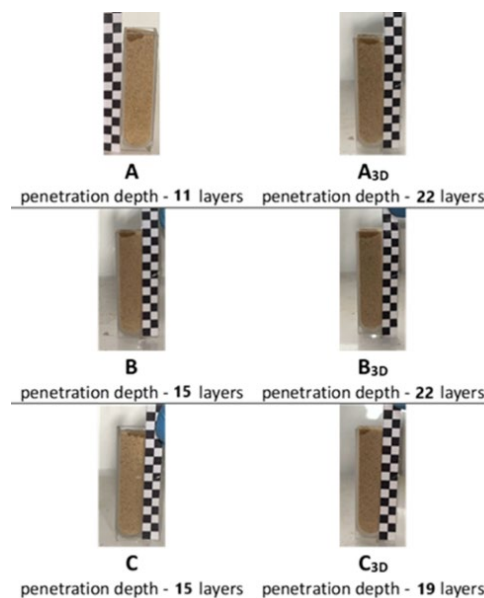 A
A3D
penetration depth - 11 layers
penetration depth - 22 layers
B
B3D
penetration depth - 15 layers
penetration depth - 22 layers
C
C3D
penetration depth - 15 layers
penetration depth - 19 layers